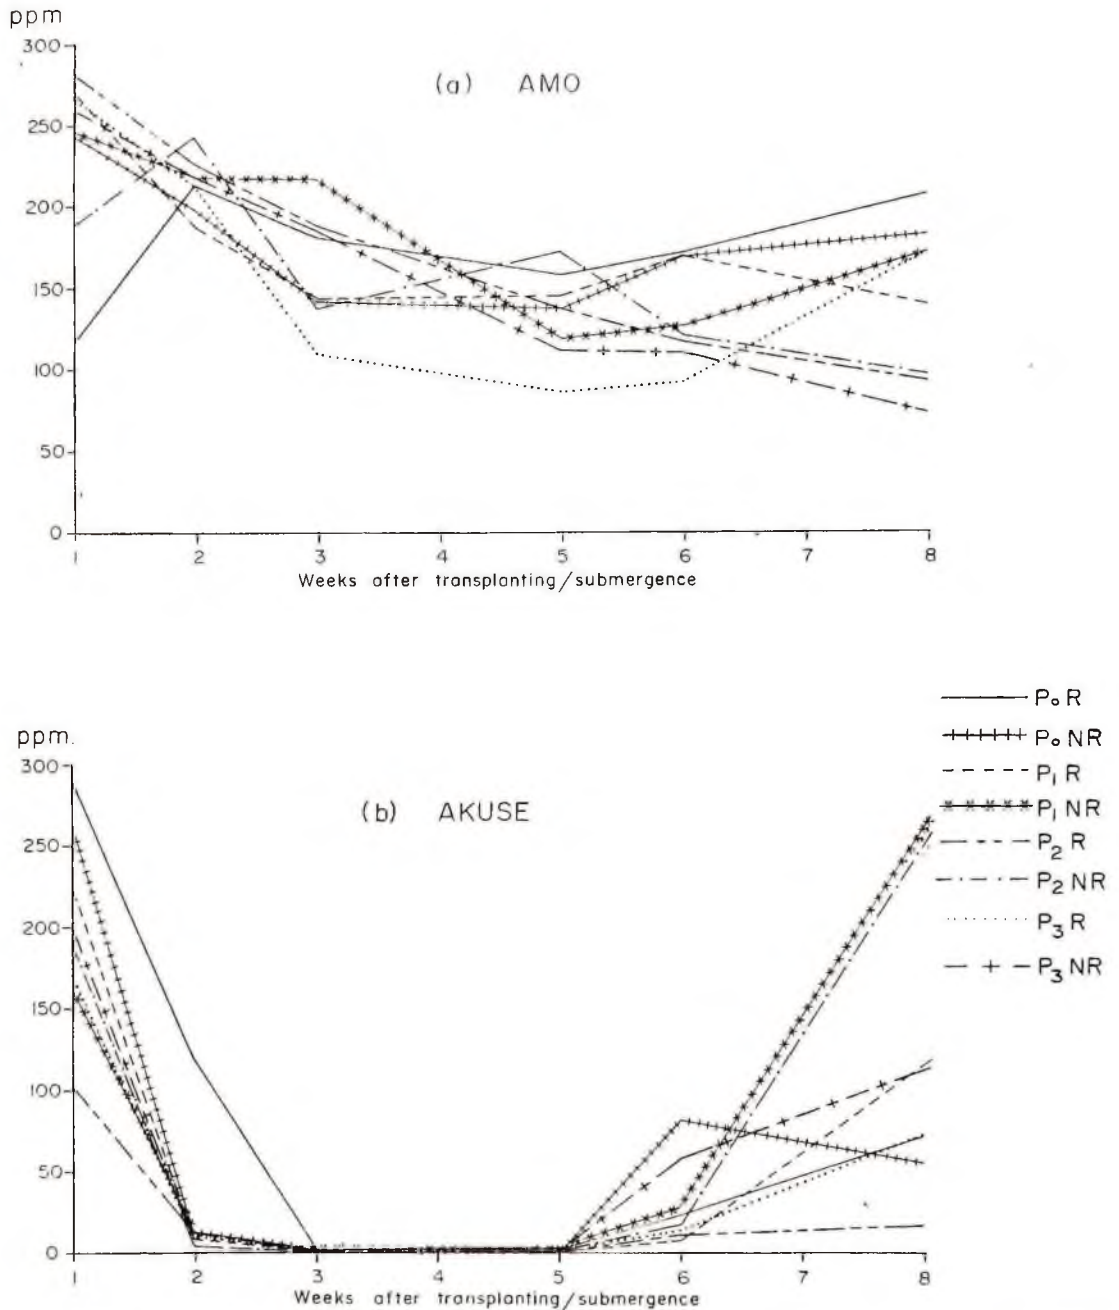 ppm
300
(a) AMO
250
200
150
100
50
0
1 2 3 4 5 6 7 8
Weeks after transplanting/submergence
P₀ R
P₀ NR
P₁ R
P₁ NR
P₂ R
P₂ NR
P₃ R
P₃ NR
ppm.
300
(b) AKUSE
250
200
150
100
50
0
1 2 3 4 5 6 7 8
Weeks after transplanting/submergence